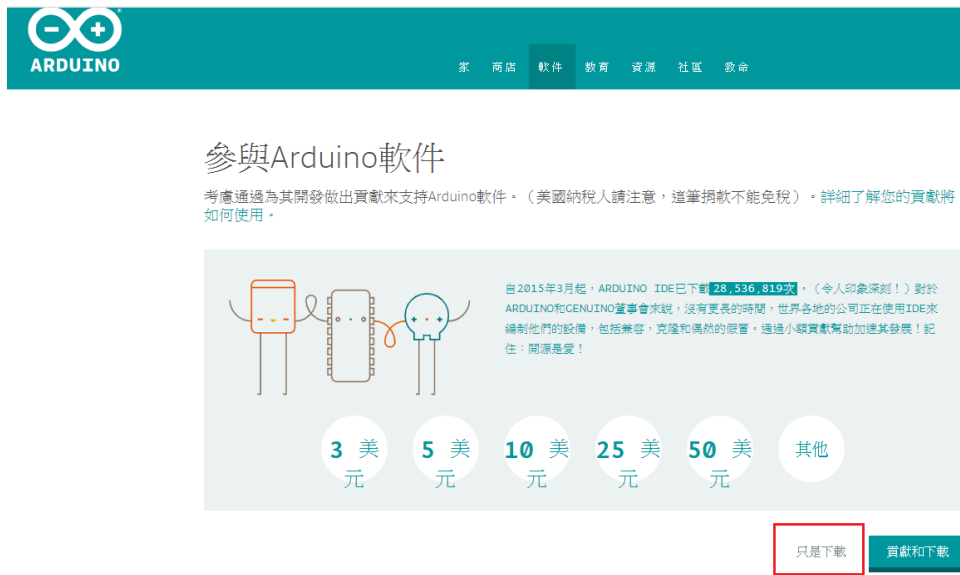 ARDUINO
家 商店 軟件 教育 資源 社區 救命
參與Arduino軟件
考慮通過為其開發做出貢獻來支持Arduino軟件。（美國納稅人請注意，這筆捐款不能免稅）。詳細了解您的貢獻將
如何使用。
自2015年3月起，ARDUINO IDE已下載28,536,819次。（令人印象深刻！）對於
ARDUINO和GENUINO董事會來說，沒有更長的時間，世界各地的公司正在使用IDE來
編制他們的設備，包括兼容，克隆和偶然的假冒。通過小額貢獻幫助加速其發展！記
住：開源是愛！
3 美元
5 美元
10 美元
25 美元
50 美元
其他
只是下載
貢獻和下載